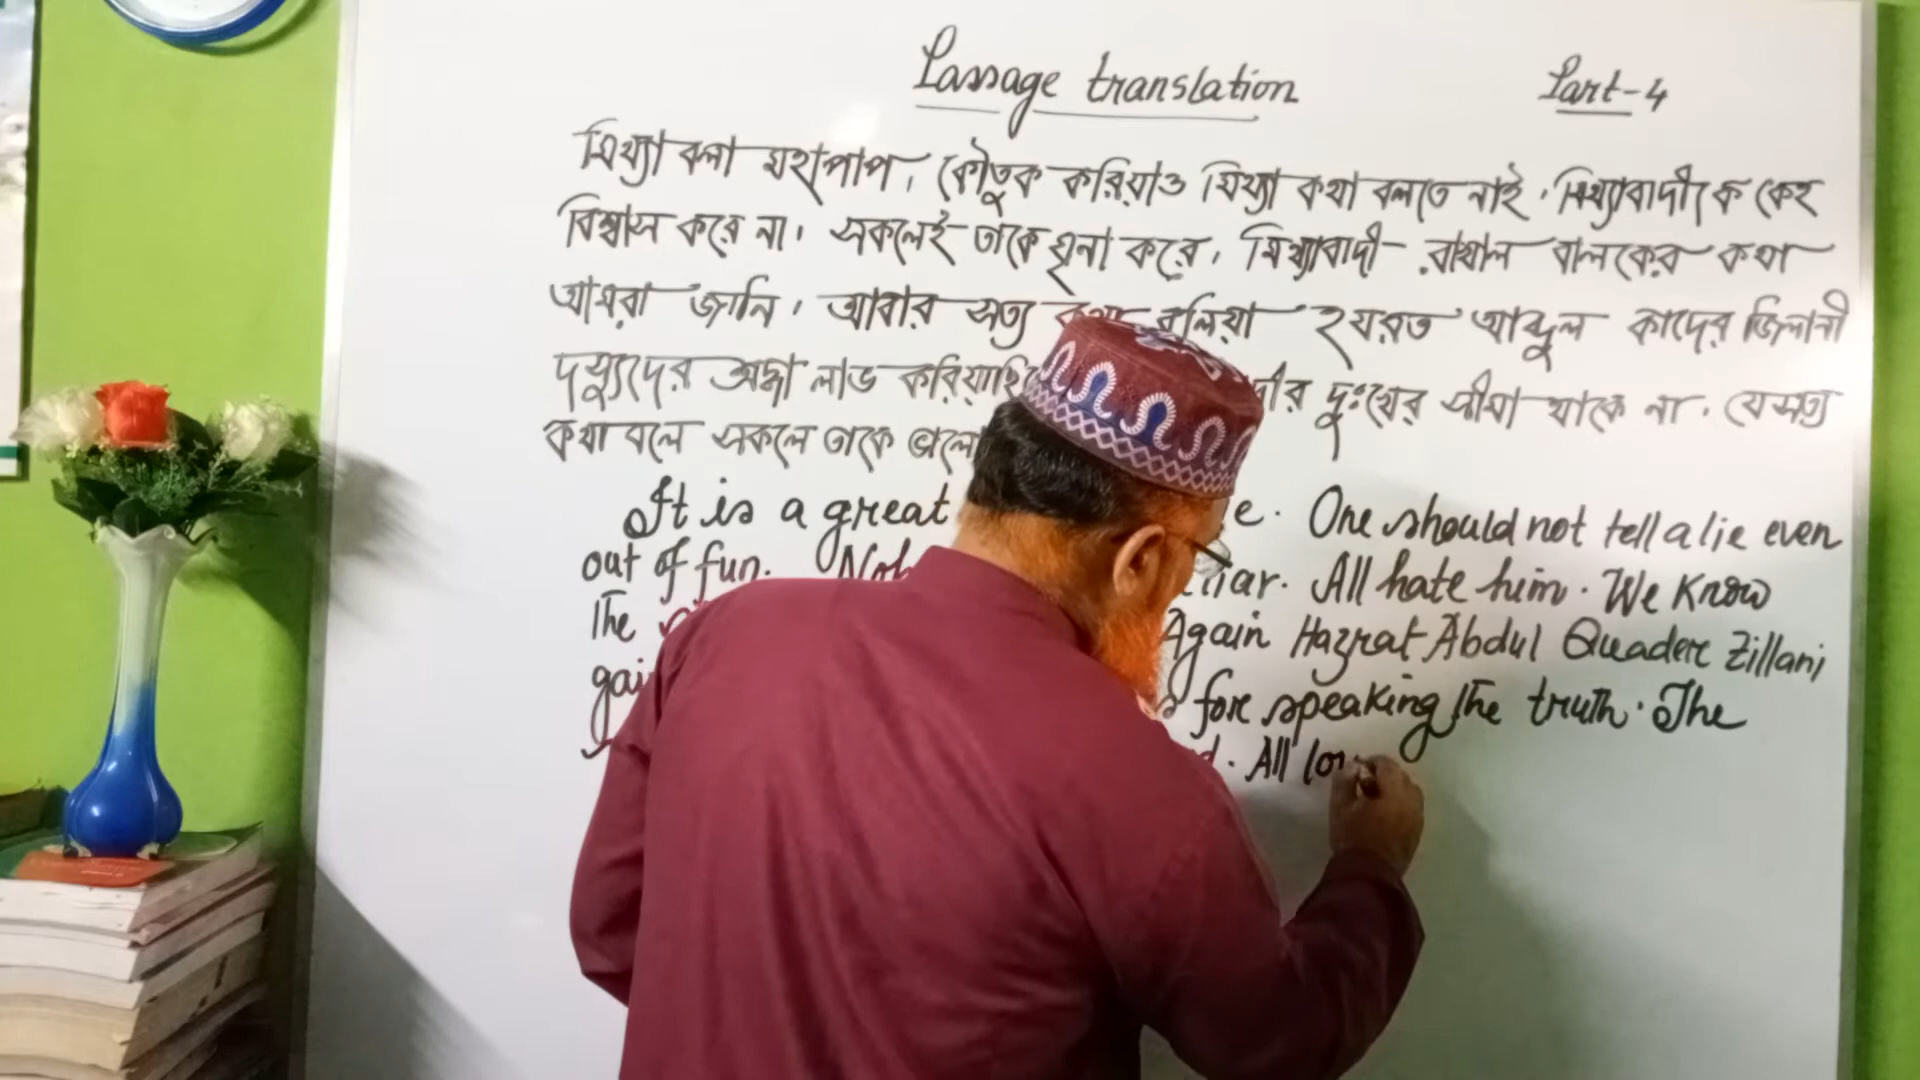 Passage translation
Part-4
মিথ্যা বলা মহাপাপ। কৌতুক করিয়াও মিথ্যা কথা বলতে নাই। মিথ্যাবাদীকে কেহ
বিশ্বাস করে না। সকলেই তাকে ঘৃনা করে। মিথ্যাবাদী রাখাল বালকের কথা
আমরা জানি। আবার সত্য কথা বলিয়া হযরত আব্দুল কাদের জিলানী
দস্যুদের শ্রদ্ধা লাভ করিয়াছি দীর দুঃখের সীমা থাকে না। যে সত্য
কথা বলে সকলে তাকে ভালো
It is a great e. One should not tell a lie even
out of fun. Nob liar. All hate him. We know
The Again Hazrat Abdul Quader Zillani
gai for speaking the truth. The
d. All lov